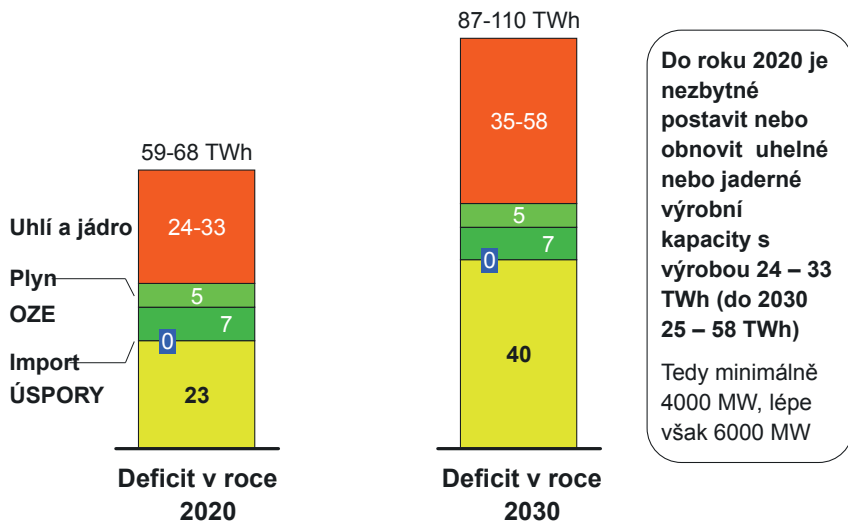 59-68 TWh
Uhlí a jádro
24-33
Plyn
5
OZE
7
0
Import
ÚSPORY
23
Deficit v roce
2020
87-110 TWh
35-58
5
7
0
40
Deficit v roce
2030
Do roku 2020 je
nezbytné
postavit nebo
obnovit uhelné
nebo jaderné
výrobní
kapacity s
výrobou 24 – 33
TWh (do 2030
25 – 58 TWh)
Tedy minimálně
4000 MW, lépe
však 6000 MW